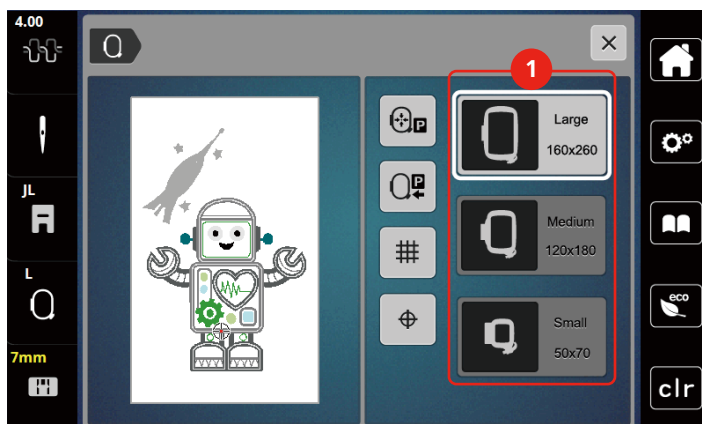 4.00
1
P
Large
160x260
JL
P
Medium
120x180
L
eco
Small
50x70
7mm
clr